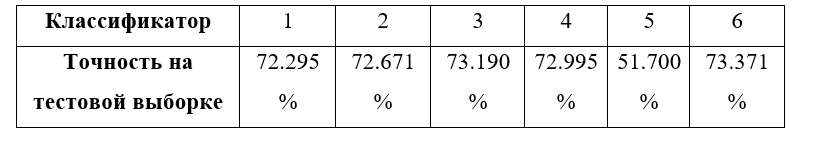 Классификатор 1 2 3 4 5 6
Точность на 72.295 72.671 73.190 72.995 51.700 73.371
тестовой выборке % % % % % %